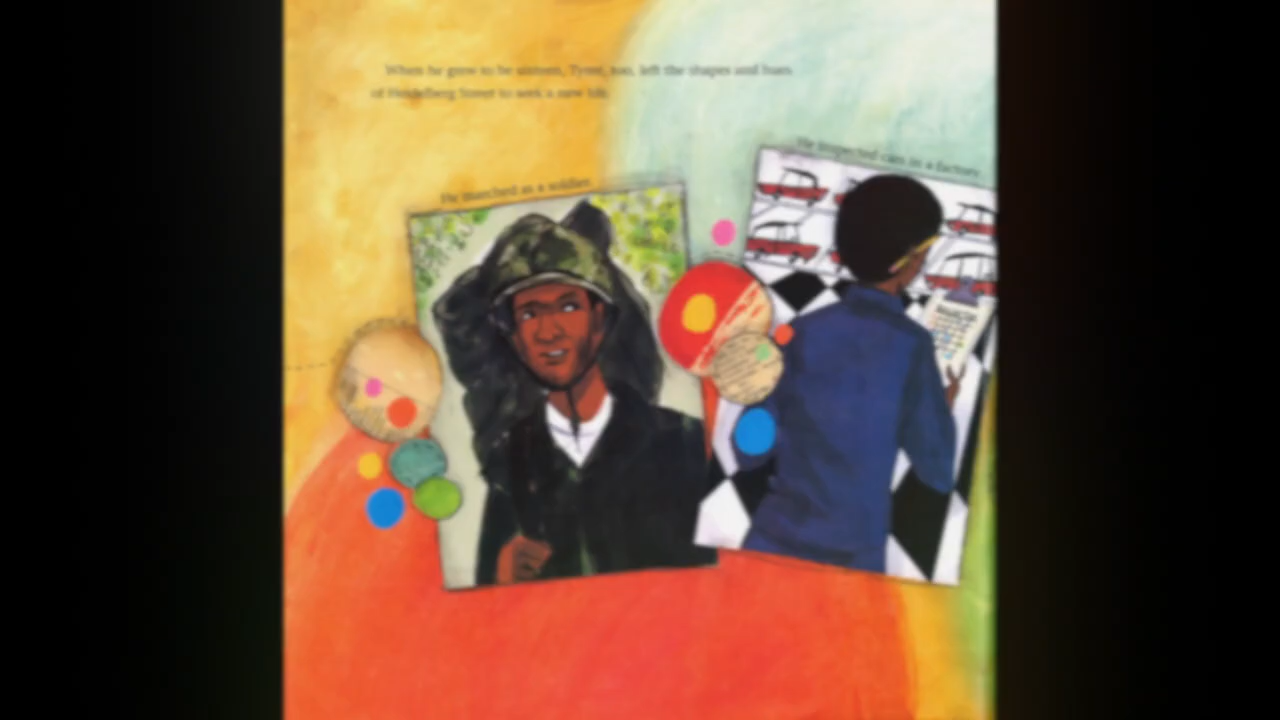 When he grew to be sixteen, Tyree, too, left the shapes and hues
of Heidelberg Street to seek a new life.
He marched as a soldier.
He inspected cars in a factory.